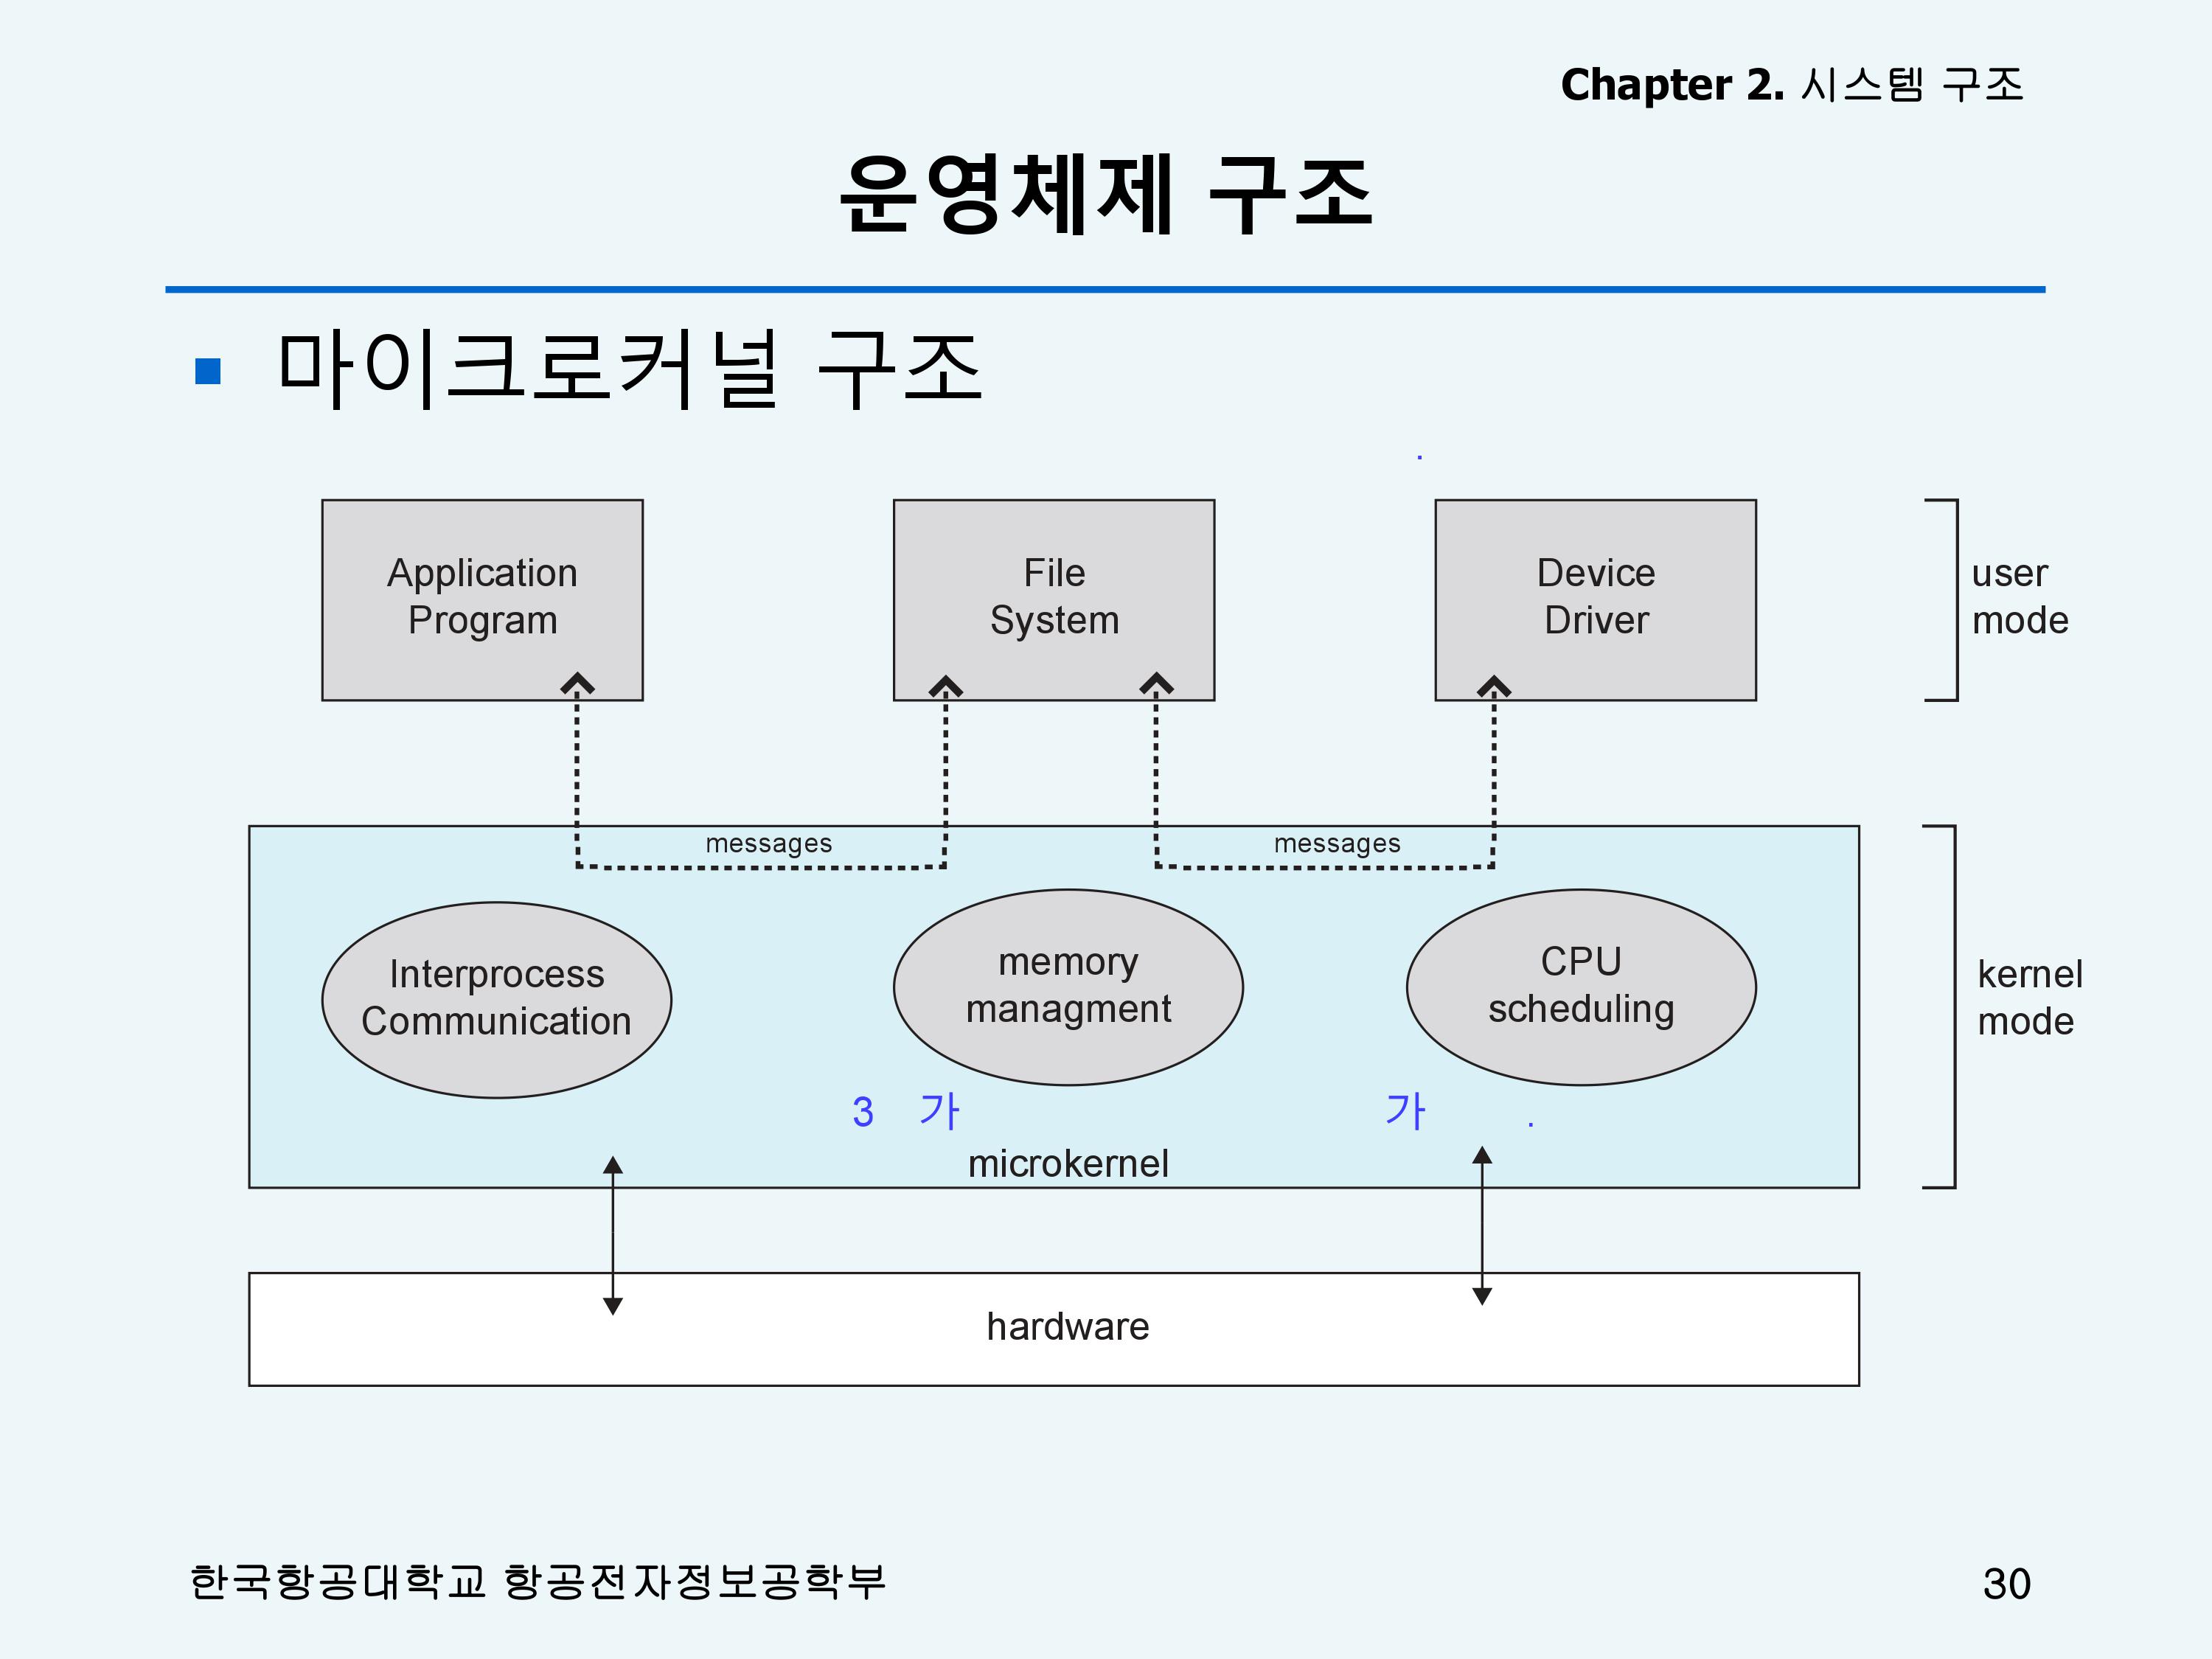 Chapter 2. 시스템 구조
운영체제 구조
마이크로커널 구조
.
Application
Program
File
System
Device
Driver
user
mode
messages
messages
Interprocess
Communication
memory
managment
CPU
scheduling
kernel
mode
3 가 가 .
microkernel
hardware
한국항공대학교 항공전자정보공학부
30